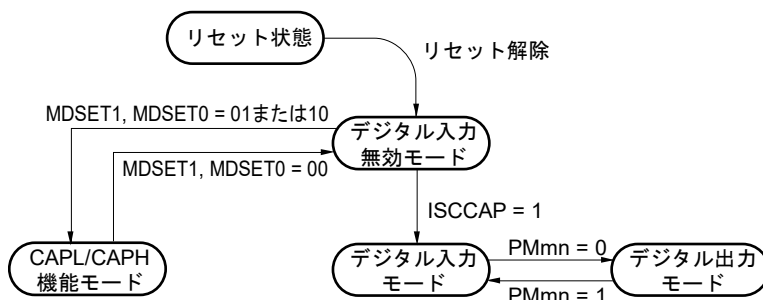 リセット状態
リセット解除
MDSET1, MDSET0 = 01または10
デジタル入力
無効モード
MDSET1, MDSET0 = 00
ISCCAP = 1
CAPL/CAPH
機能モード
デジタル入力
モード
PMmn = 0
PMmn = 1
デジタル出力
モード